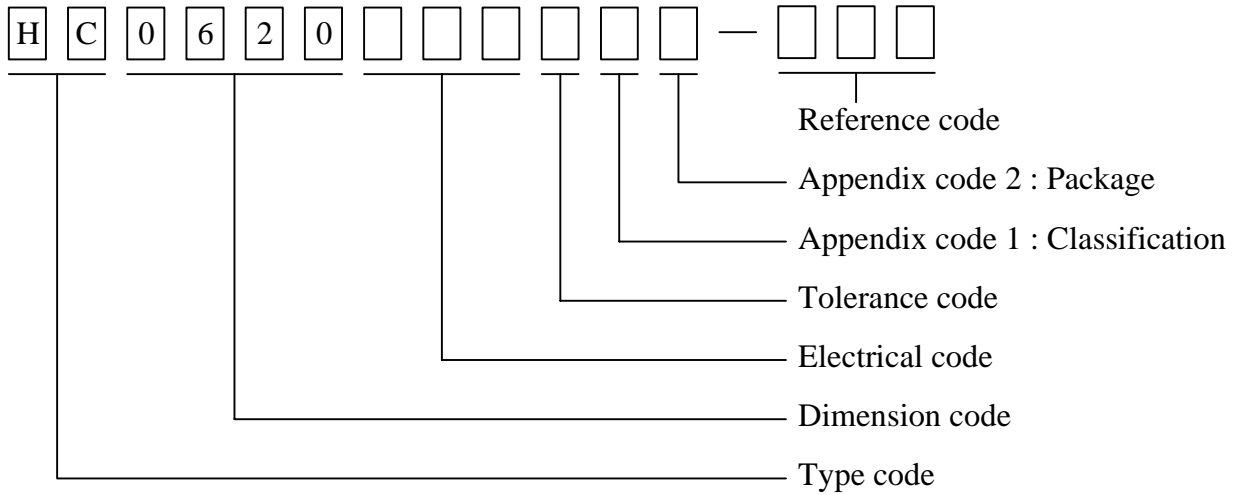 H C 0 6 2 0 —
Reference code
Appendix code 2 : Package
Appendix code 1 : Classification
Tolerance code
Electrical code
Dimension code
Type code